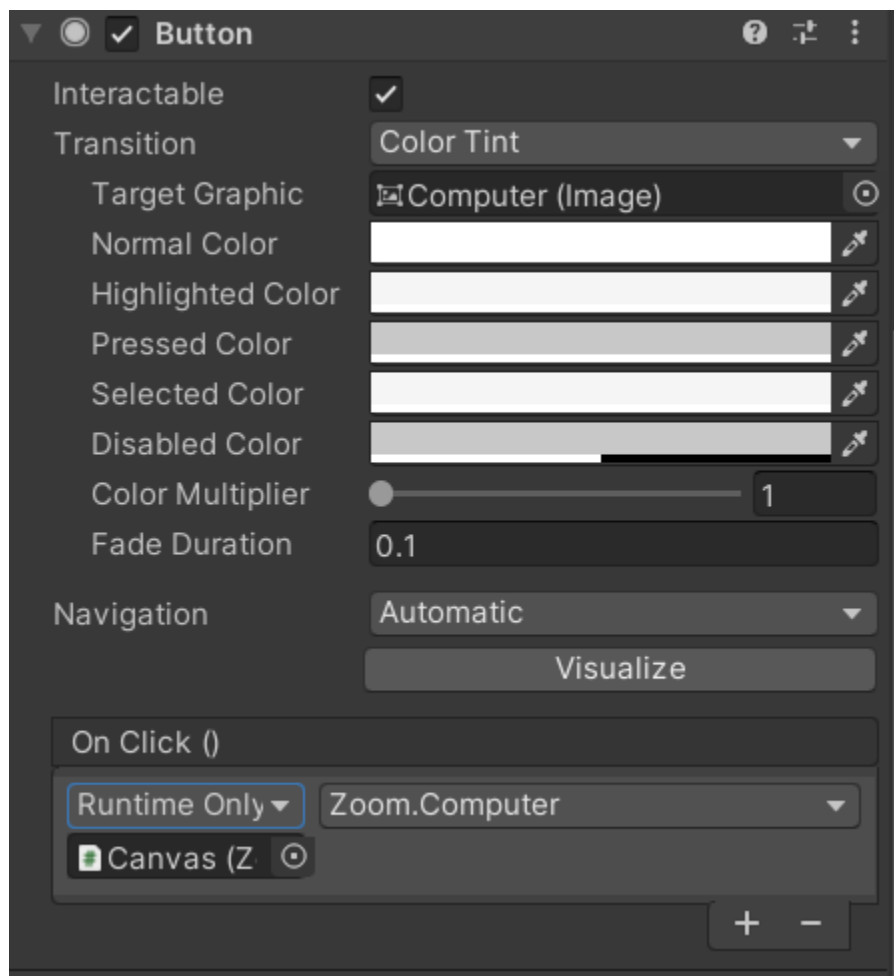 Button
Interactable
Transition Color Tint
Target Graphic Computer (Image)
Normal Color
Highlighted Color
Pressed Color
Selected Color
Disabled Color
Color Multiplier 1
Fade Duration 0.1
Navigation Automatic
Visualize
On Click ()
Runtime Only Zoom.Computer
Canvas (Z